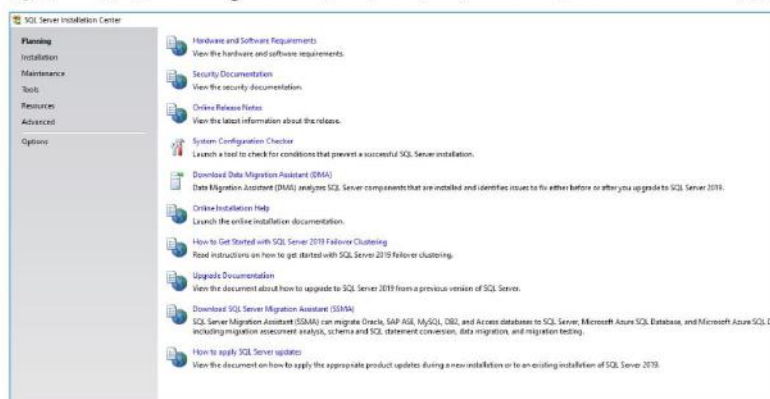 SQL Server Installation Center
Planning
Installation
Maintenance
Tools
Resources
Advanced
Options
Hardware and Software Requirements
View the hardware and software requirements.
Security Documentation
View the security documentation.
Online Release Notes
View the latest information about the release.
System Configuration Checker
Launch a tool to check for conditions that prevent a successful SQL Server installation.
Download Data Migration Assistant (DMA)
Data Migration Assistant (DMA) analyzes SQL Server components that are installed and identifies issues to fix either before or after you upgrade to SQL Server 2019.
Online Installation Help
Launch the online installation documentation.
How to Get Started with SQL Server 2019 Failover Clustering
Read instructions on how to get started with SQL Server 2019 failover clustering.
Upgrade Documentation
View the document about how to upgrade to SQL Server 2019 from a previous version of SQL Server.
Download SQL Server Migration Assistant (SSMA)
SQL Server Migration Assistant (SSMA) can migrate Oracle, SAP ASE, MySQL, DB2, and Access databases to SQL Server, Microsoft Azure SQL Database, and Microsoft Azure SQL D
including migration assessment analysis, schema and SQL statement conversion, data migration, and migration testing.
How to apply SQL Server updates
View the document on how to apply the appropriate product updates during a new installation or to an existing installation of SQL Server 2019.